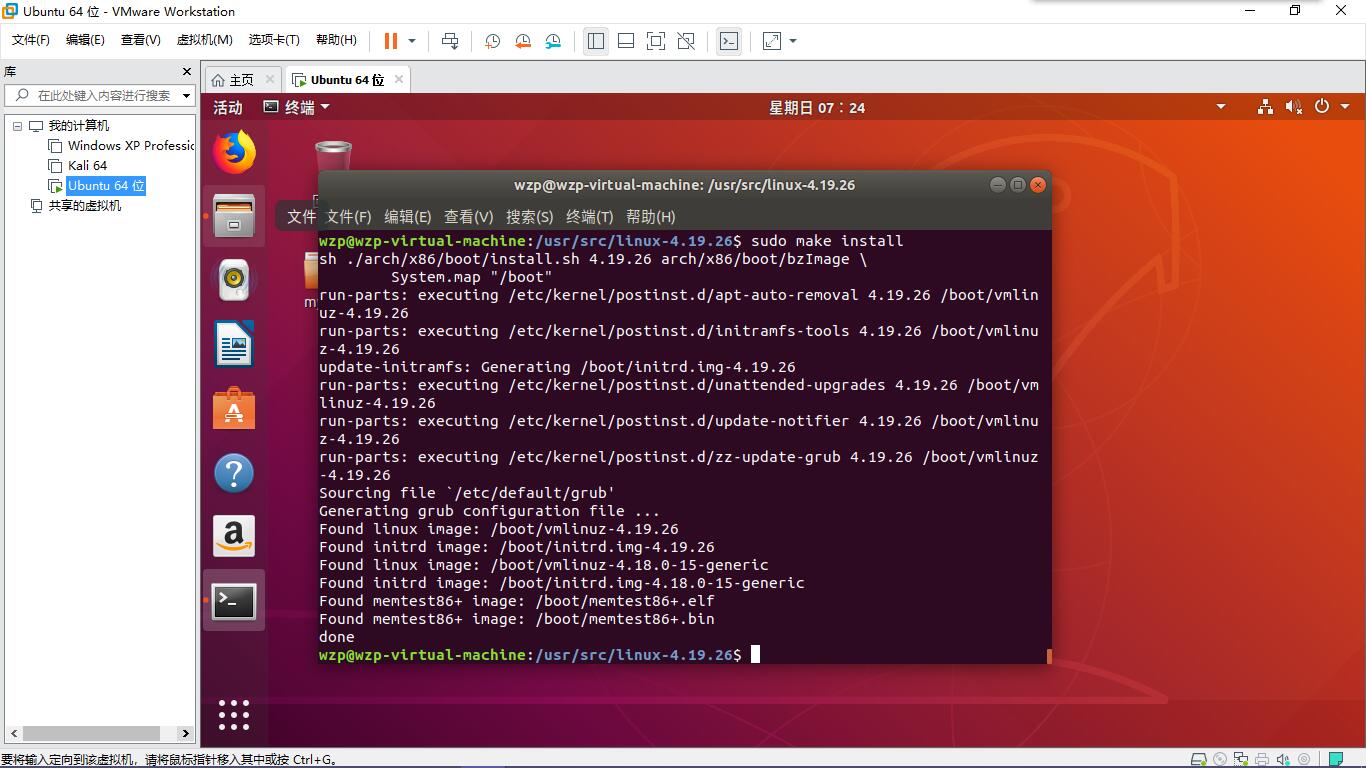 Ubuntu 64 位 - VMware Workstation
文件(F) 编辑(E) 查看(V) 虚拟机(M) 选项卡(T) 帮助(H)
库
在此处键入内容进行搜索
我的计算机
Windows XP Professio
Kali 64
Ubuntu 64 位
共享的虚拟机
主页 Ubuntu 64 位
活动 终端 星期日 07：24
wzp@wzp-virtual-machine: /usr/src/linux-4.19.26
文件 文件(F) 编辑(E) 查看(V) 搜索(S) 终端(T) 帮助(H)
wzp@wzp-virtual-machine:/usr/src/linux-4.19.26$ sudo make install
sh ./arch/x86/boot/install.sh 4.19.26 arch/x86/boot/bzImage \
System.map "/boot"
run-parts: executing /etc/kernel/postinst.d/apt-auto-removal 4.19.26 /boot/vmlin
uz-4.19.26
run-parts: executing /etc/kernel/postinst.d/initramfs-tools 4.19.26 /boot/vmlinu
z-4.19.26
update-initramfs: Generating /boot/initrd.img-4.19.26
run-parts: executing /etc/kernel/postinst.d/unattended-upgrades 4.19.26 /boot/vm
linuz-4.19.26
run-parts: executing /etc/kernel/postinst.d/update-notifier 4.19.26 /boot/vmlinu
z-4.19.26
run-parts: executing /etc/kernel/postinst.d/zz-update-grub 4.19.26 /boot/vmlinuz
-4.19.26
Sourcing file `/etc/default/grub'
Generating grub configuration file ...
Found linux image: /boot/vmlinuz-4.19.26
Found initrd image: /boot/initrd.img-4.19.26
Found linux image: /boot/vmlinuz-4.18.0-15-generic
Found initrd image: /boot/initrd.img-4.18.0-15-generic
Found memtest86+ image: /boot/memtest86+.elf
Found memtest86+ image: /boot/memtest86+.bin
done
wzp@wzp-virtual-machine:/usr/src/linux-4.19.26$
要将输入定向到该虚拟机，请将鼠标指针移入其中或按 Ctrl+G。